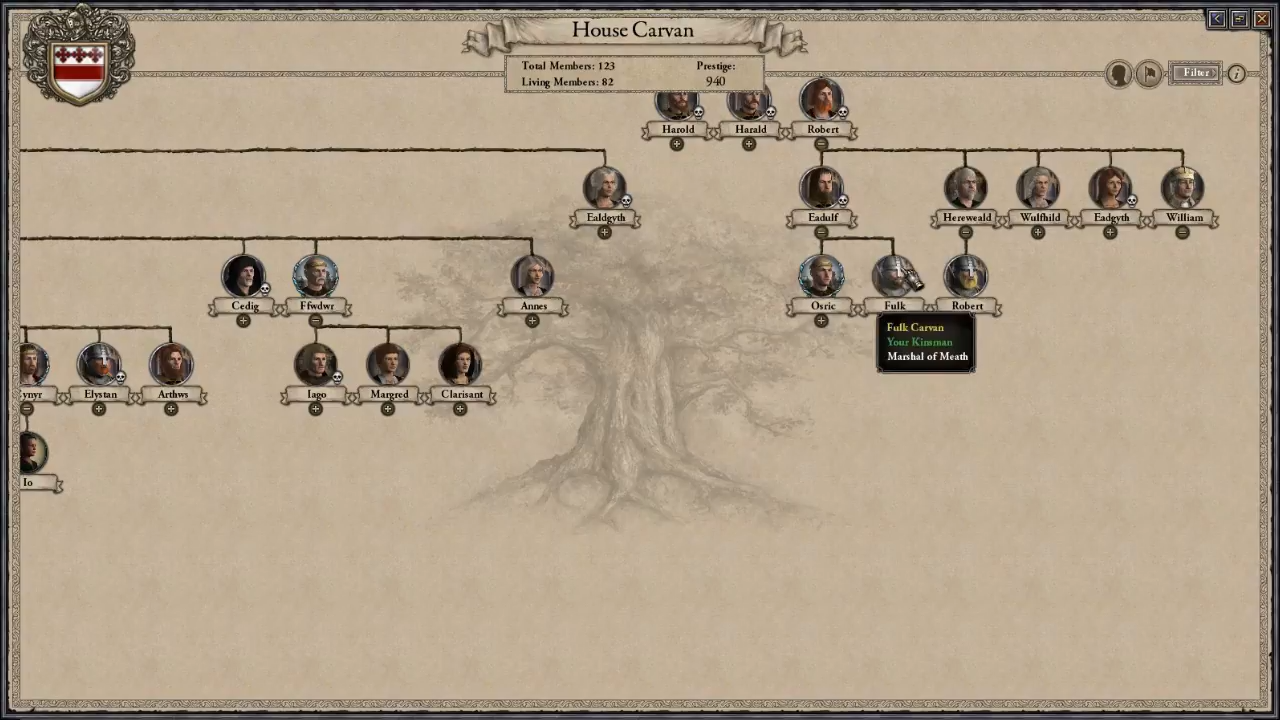 House Carvan
Total Members: 123
Prestige:
Living Members: 82
940
Filter
i
Harold
Harald
Robert
Ealdgyth
Eadulf
Hereweald
Wulfhild
Eadgyth
William
Cedig
Ffwdwr
Annes
Osric
Fulk
Robert
Fulk Carvan
Your Kinsman
Marshal of Meath
ynyr
Elystan
Arthws
Iago
Margred
Clarisant
Io